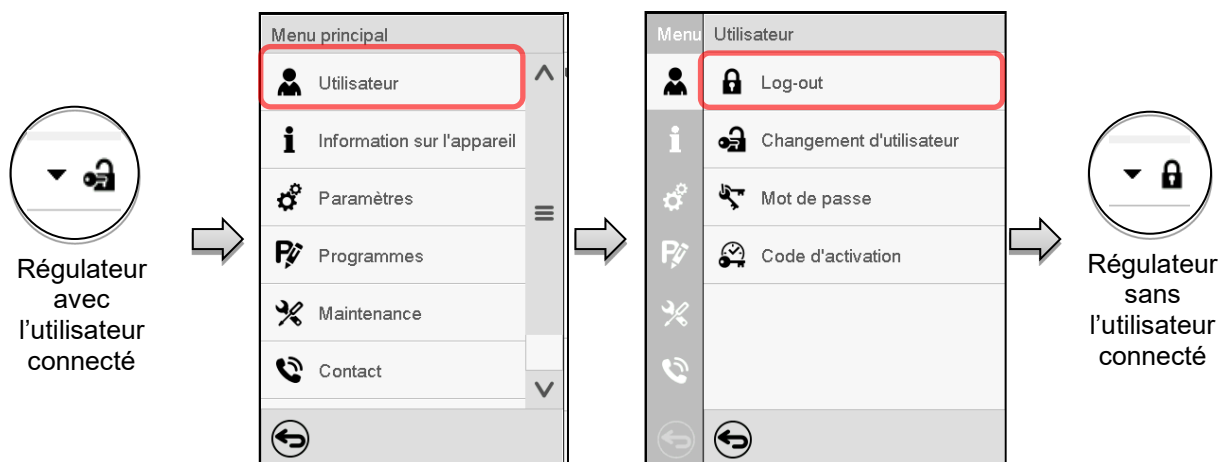 Régulateur
avec
l’utilisateur
connecté
Menu principal
Utilisateur
Information sur l'appareil
Paramètres
Programmes
Maintenance
Contact
Menu
Utilisateur
Log-out
Changement d'utilisateur
Mot de passe
Code d'activation
Régulateur
sans
l’utilisateur
connecté